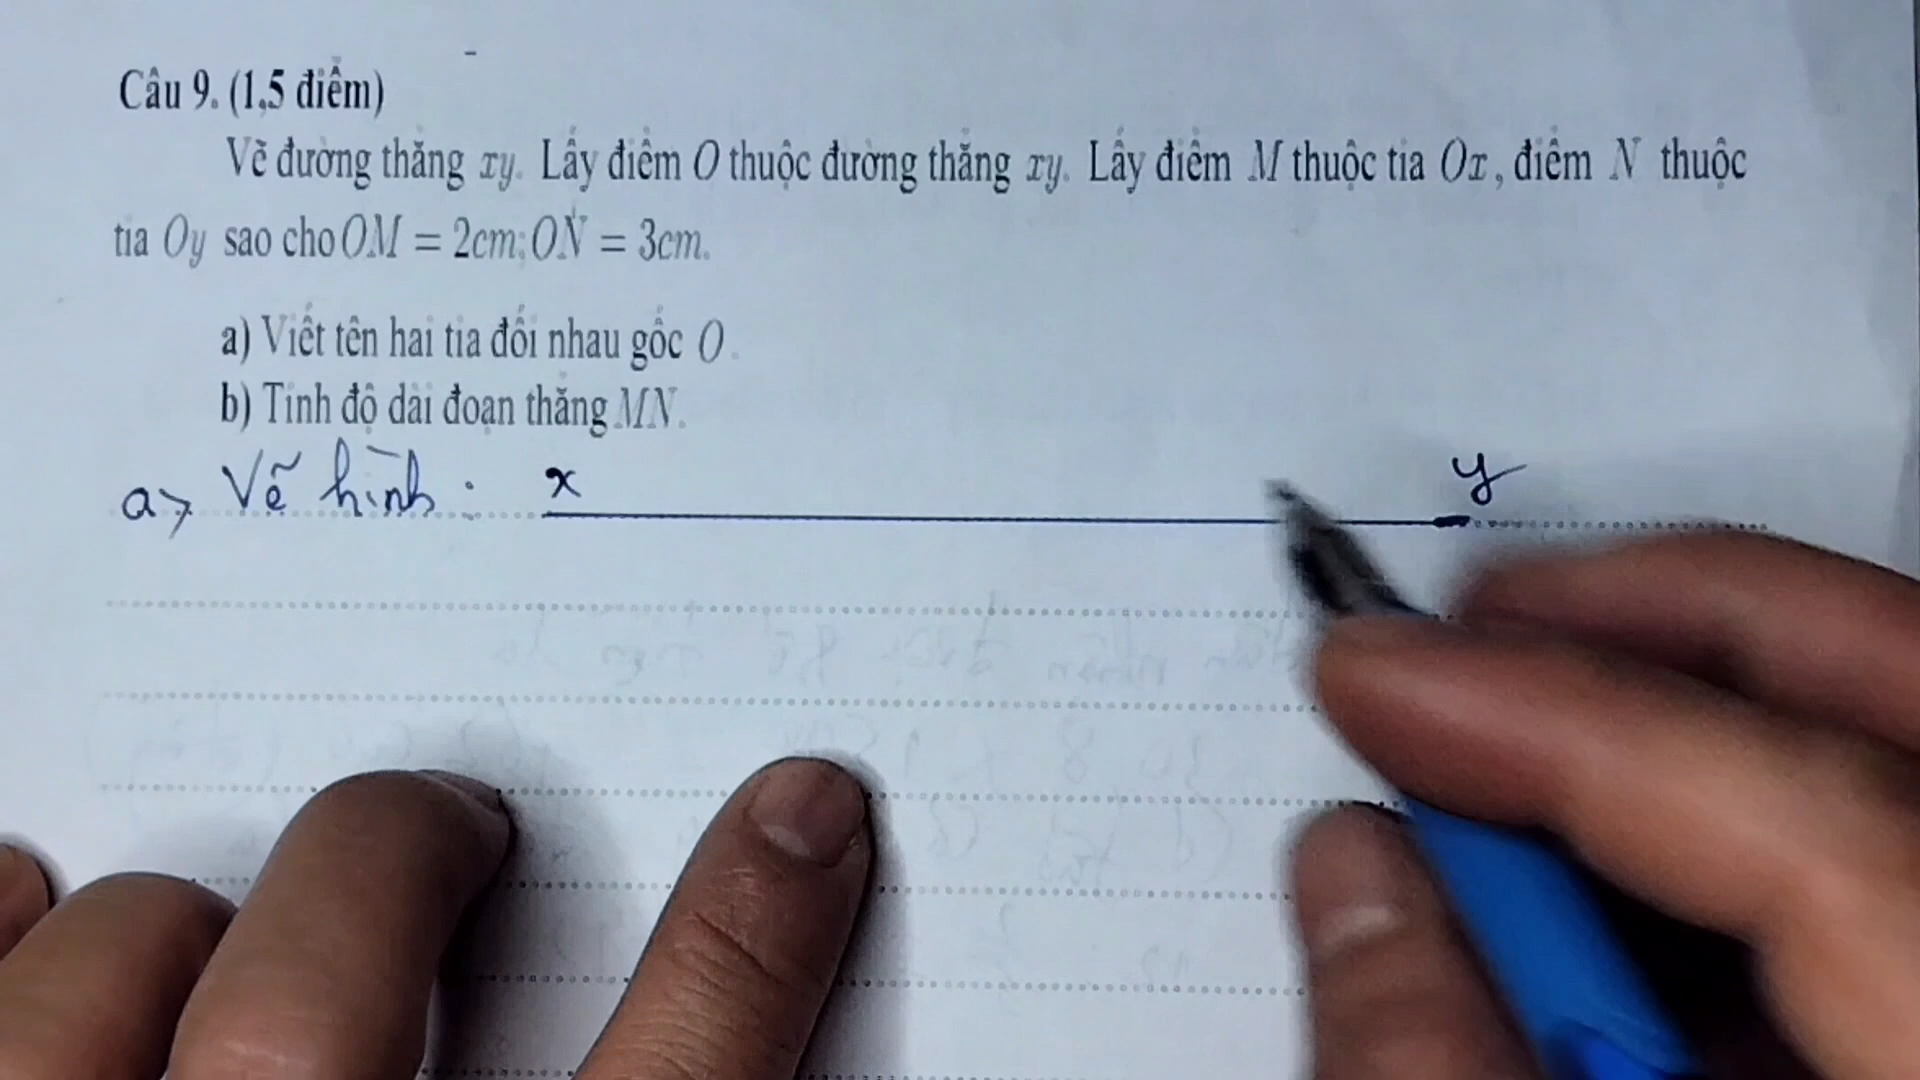 Câu 9. (1,5 điểm)
Vẽ đường thẳng xy. Lấy điểm O thuộc đường thẳng xy. Lấy điểm M thuộc tia Ox, điểm N thuộc
tia Oy sao cho OM = 2cm; ON = 3cm.
a) Viết tên hai tia đối nhau gốc O.
b) Tính độ dài đoạn thẳng MN.
a) Vẽ hình: x y